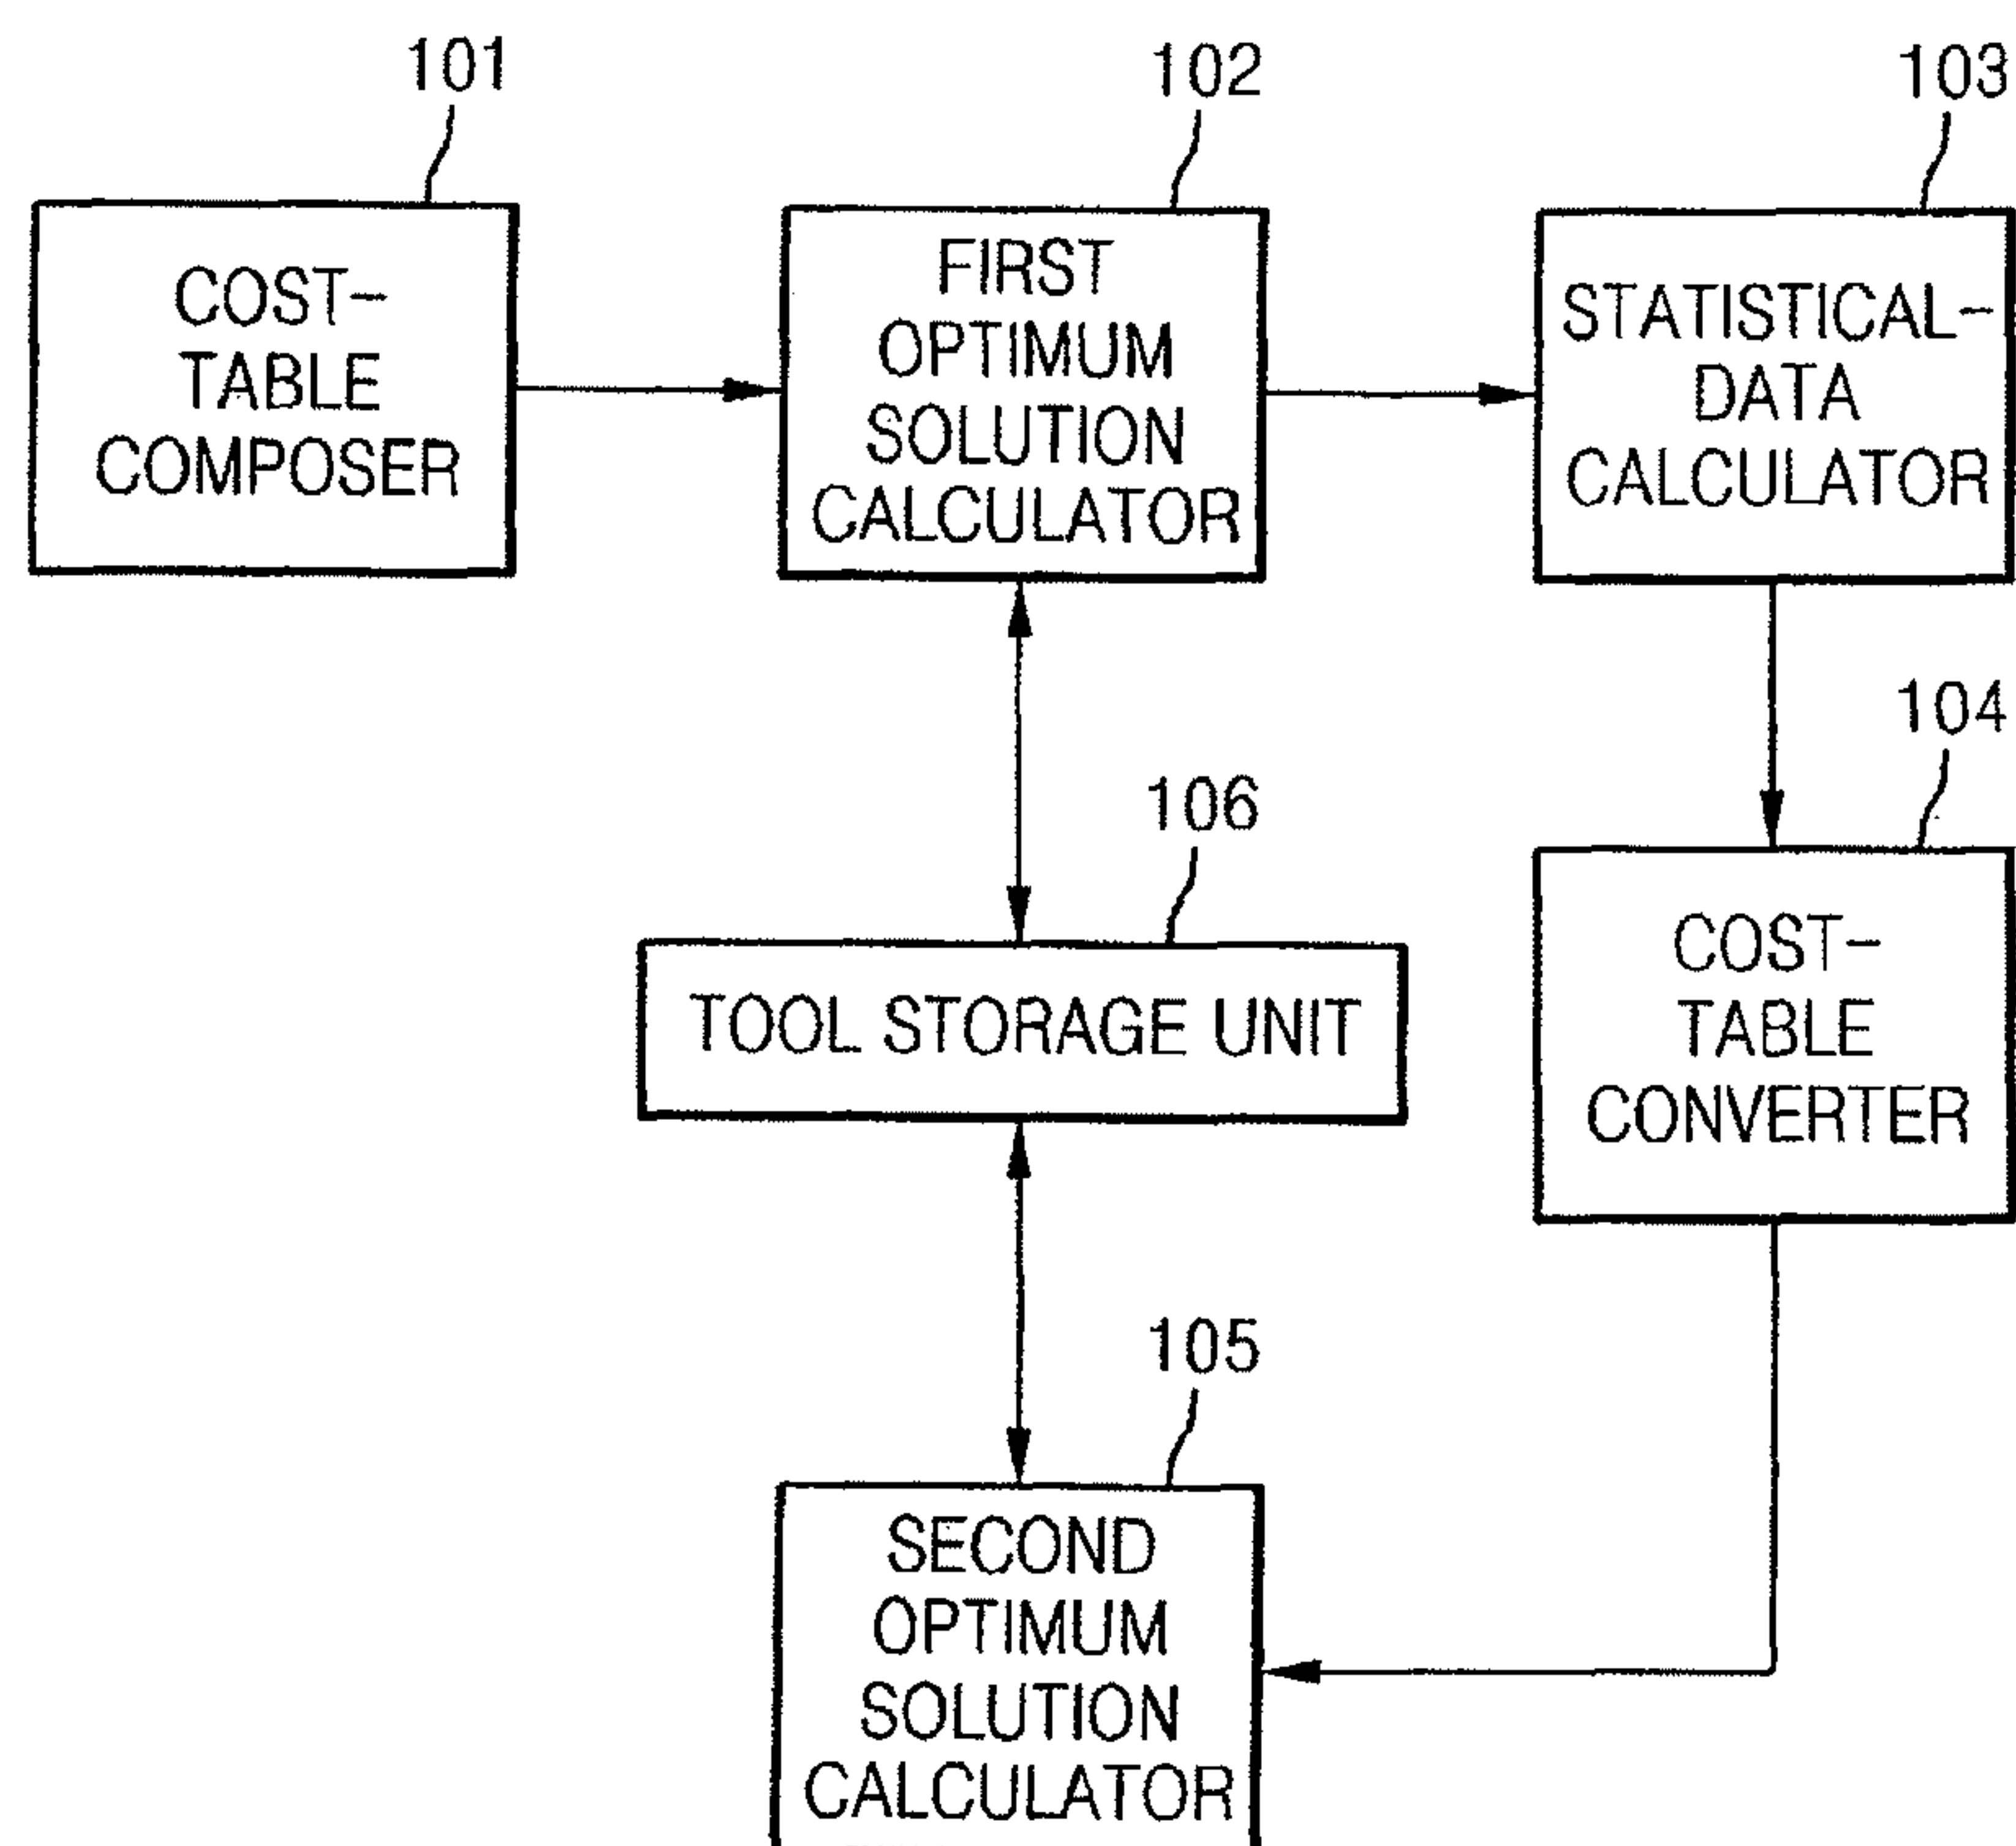 101
COST-
TABLE
COMPOSER
102
FIRST
OPTIMUM
SOLUTION
CALCULATOR
103
STATISTICAL-
DATA
CALCULATOR
104
COST-
TABLE
CONVERTER
106
TOOL STORAGE UNIT
105
SECOND
OPTIMUM
SOLUTION
CALCULATOR